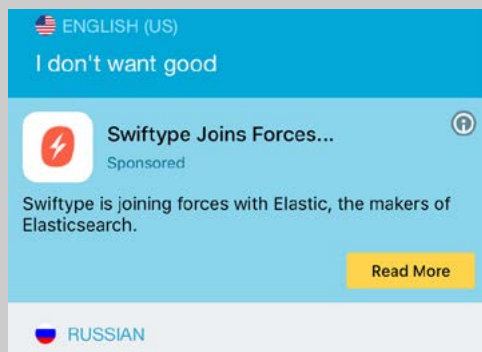 ENGLISH (US)
I don't want good
Swiftype Joins Forces...
Sponsored
Swiftype is joining forces with Elastic, the makers of
Elasticsearch.
Read More
RUSSIAN